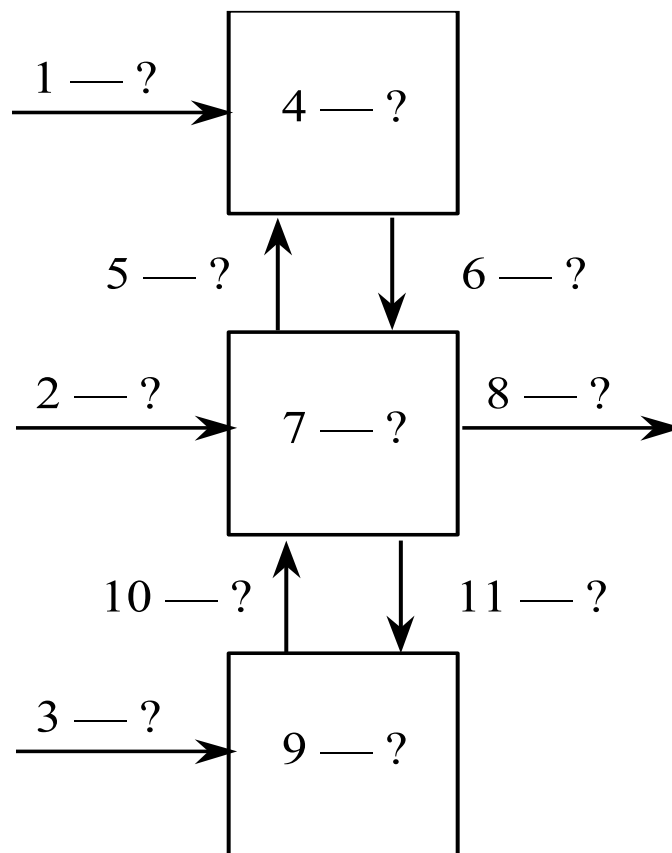 1 — ?
4 — ?
5 — ?
6 — ?
2 — ?
7 — ?
8 — ?
10 — ?
11 — ?
3 — ?
9 — ?